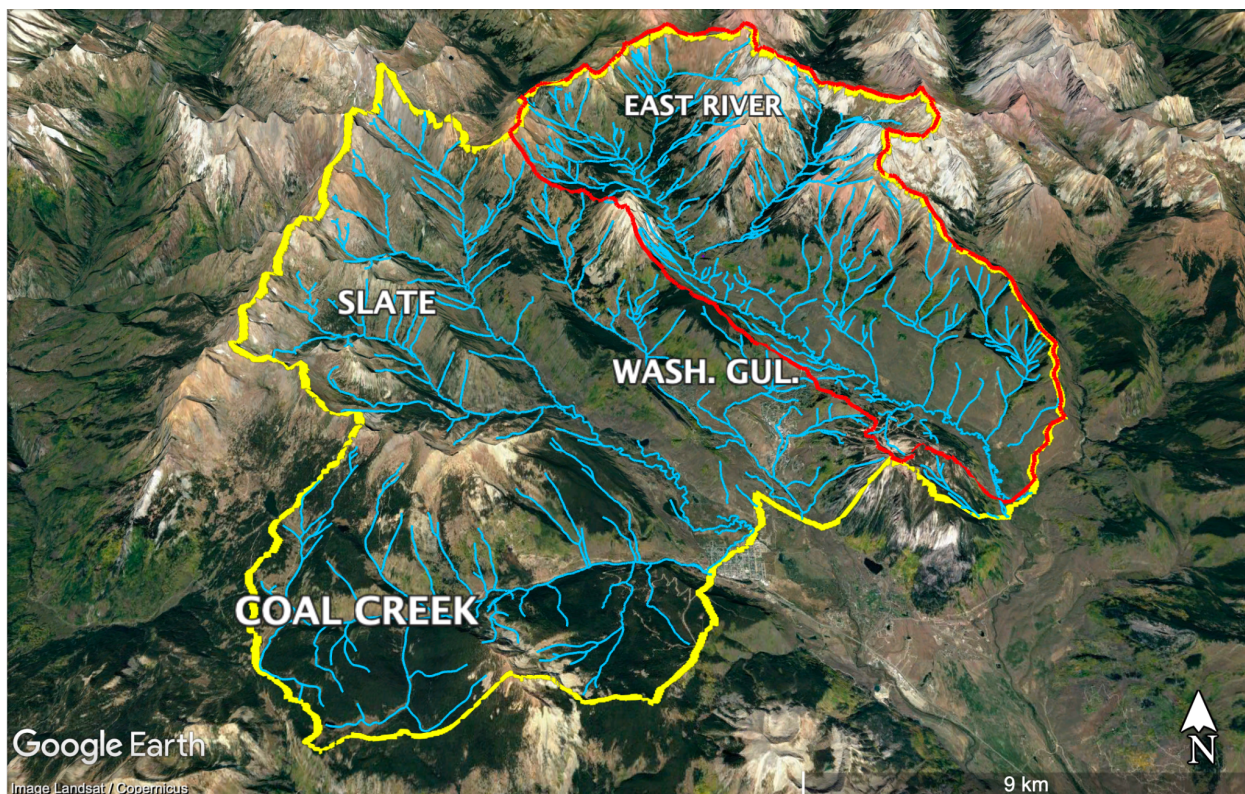 EAST RIVER
SLATE
WASH. GUL.
COAL CREEK
Google Earth
N
Image Landsat / Copernicus
9 km